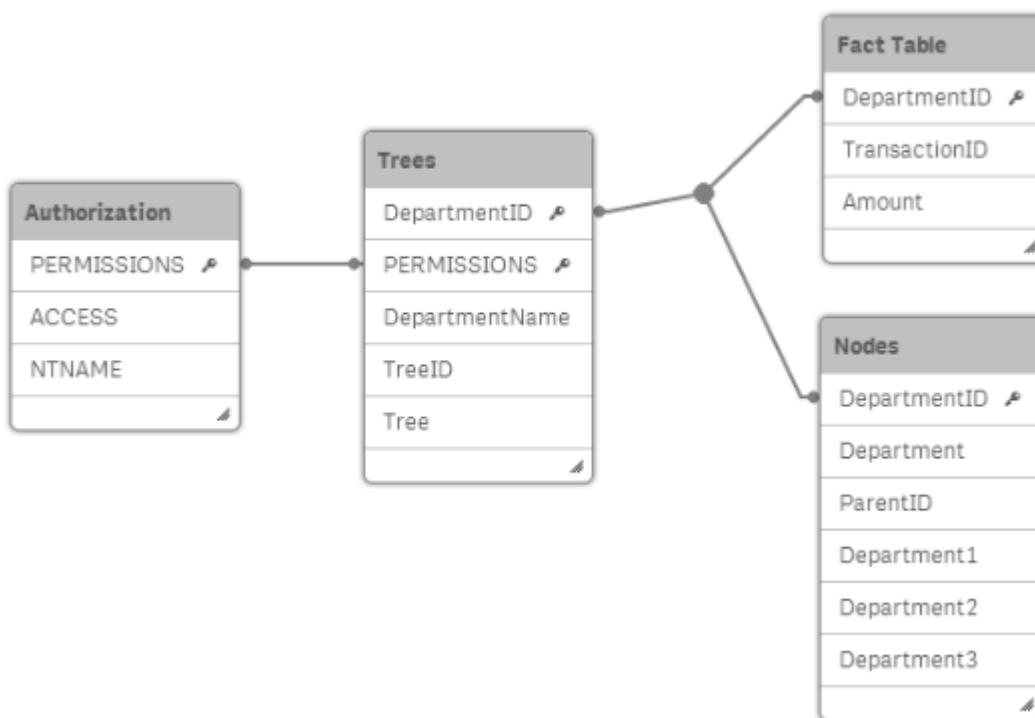 Authorization
PERMISSIONS
ACCESS
NTNAME
Trees
DepartmentID
PERMISSIONS
DepartmentName
TreeID
Tree
Fact Table
DepartmentID
TransactionID
Amount
Nodes
DepartmentID
Department
ParentID
Department1
Department2
Department3